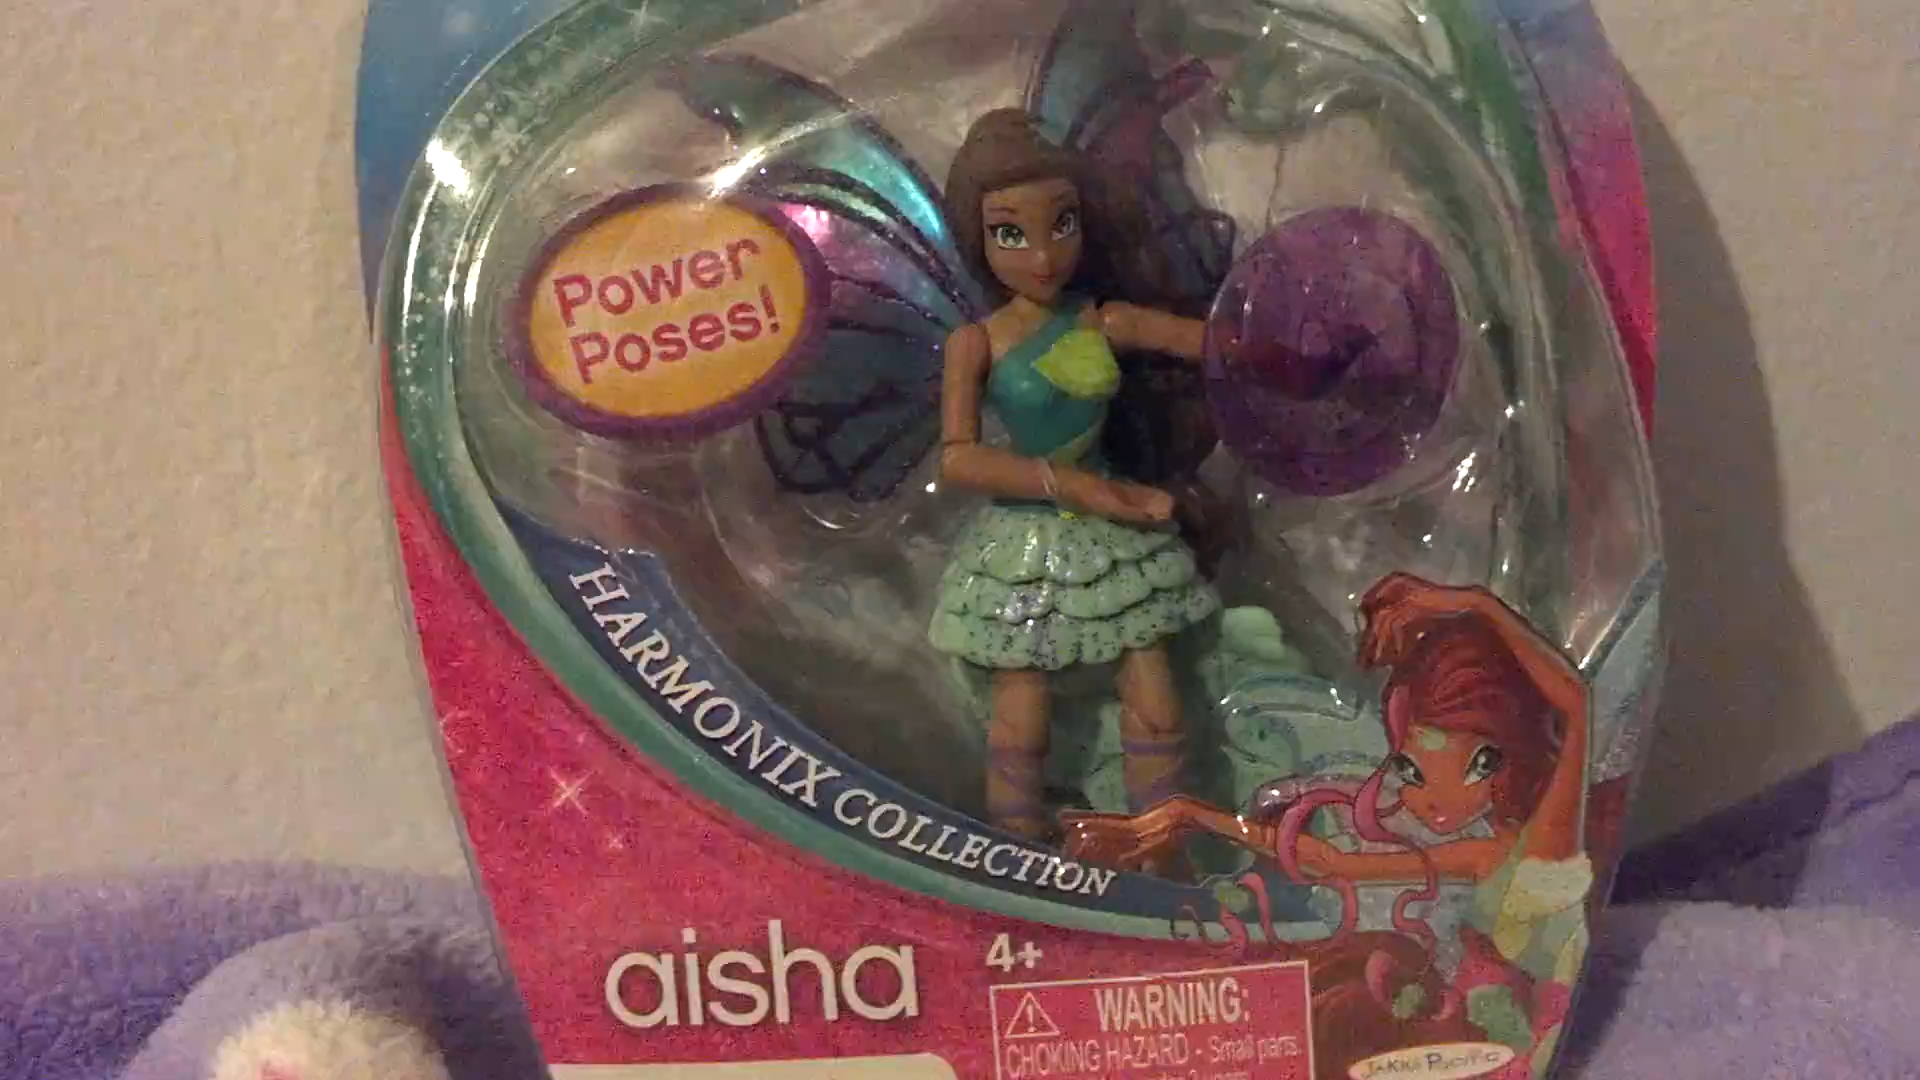 Power
Poses!
HARMONIX COLLECTION
aisha
4+
WARNING:
CHOKING HAZARD - Small parts.
JAKKS Pacific